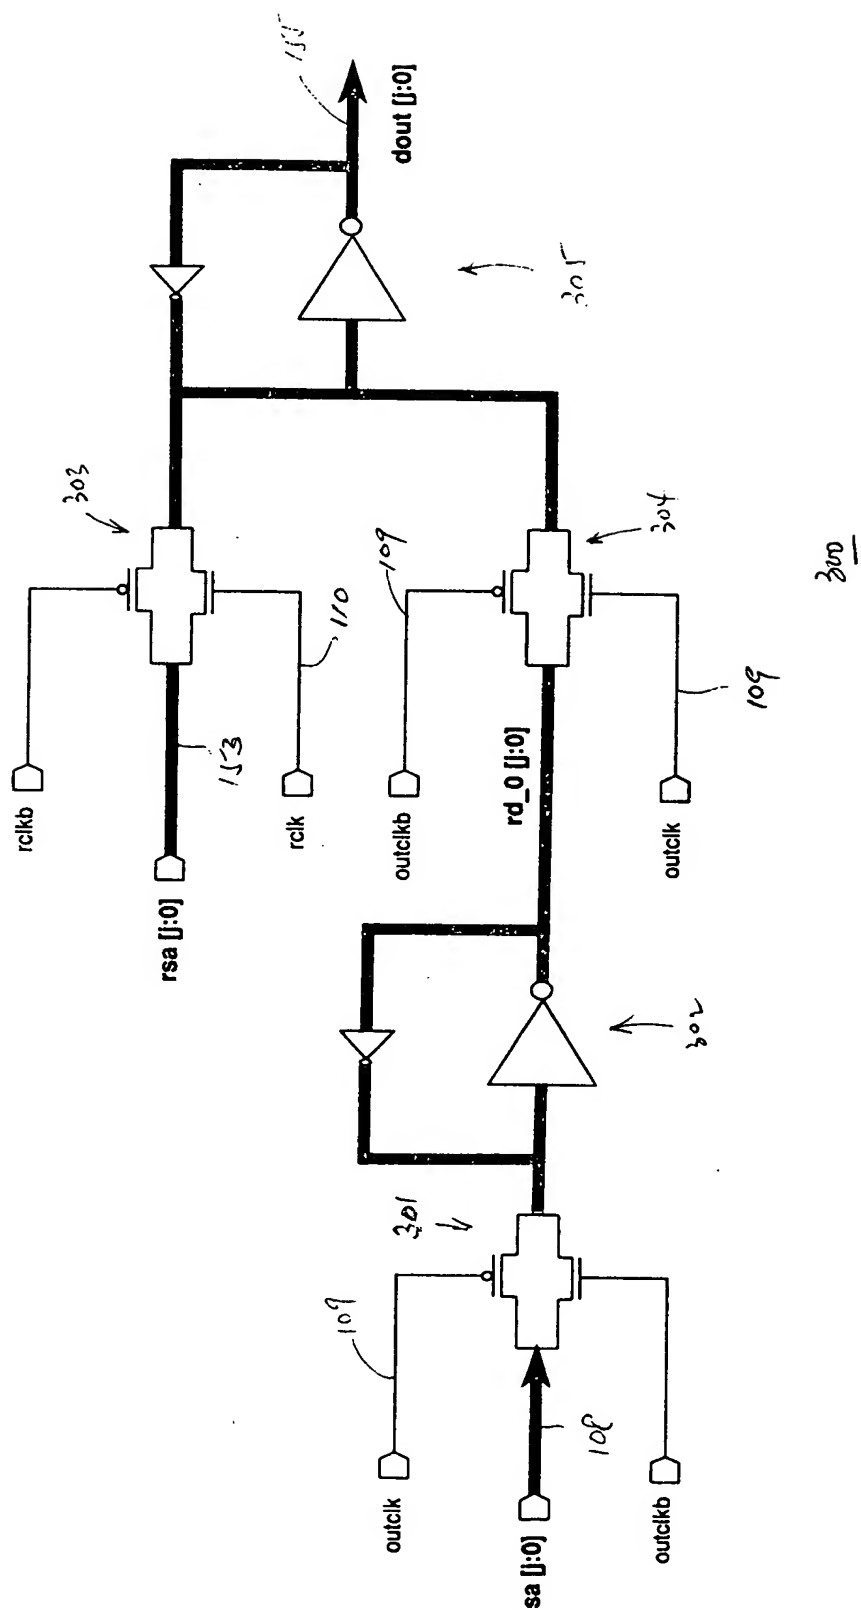 155
dout [j:0]
305
303
rclkb
110
153
rclk
rsa [j:0]
109
304
outclkb
rd_0 [j:0]
109
outclk
300
302
301
109
outclk
108
sa [j:0]
outclkb